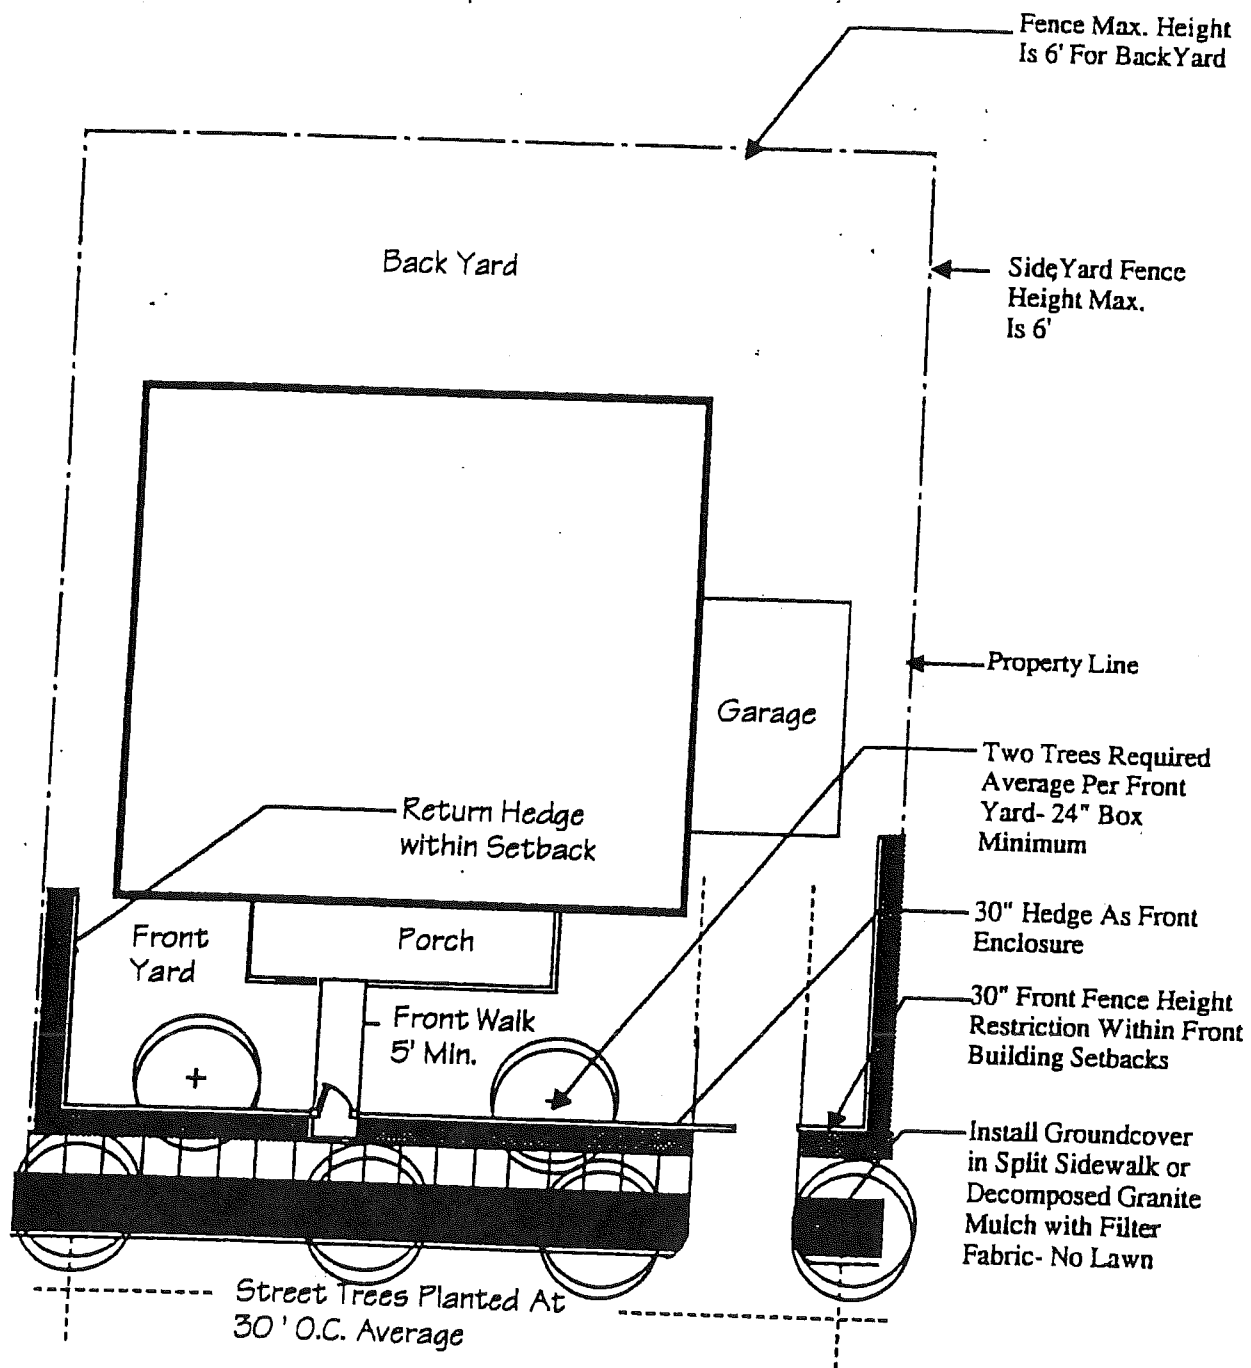 Fence Max. Height
Is 6' For BackYard
Back Yard
Side Yard Fence
Height Max.
Is 6'
Property Line
Garage
Two Trees Required
Average Per Front
Yard- 24" Box
Minimum
Return Hedge
within Setback
30" Hedge As Front
Enclosure
Front
Yard
Porch
30" Front Fence Height
Restriction Within Front
Building Setbacks
Front Walk
5' Min.
Install Groundcover
in Split Sidewalk or
Decomposed Granite
Mulch with Filter
Fabric- No Lawn
Street Trees Planted At
30' O.C. Average